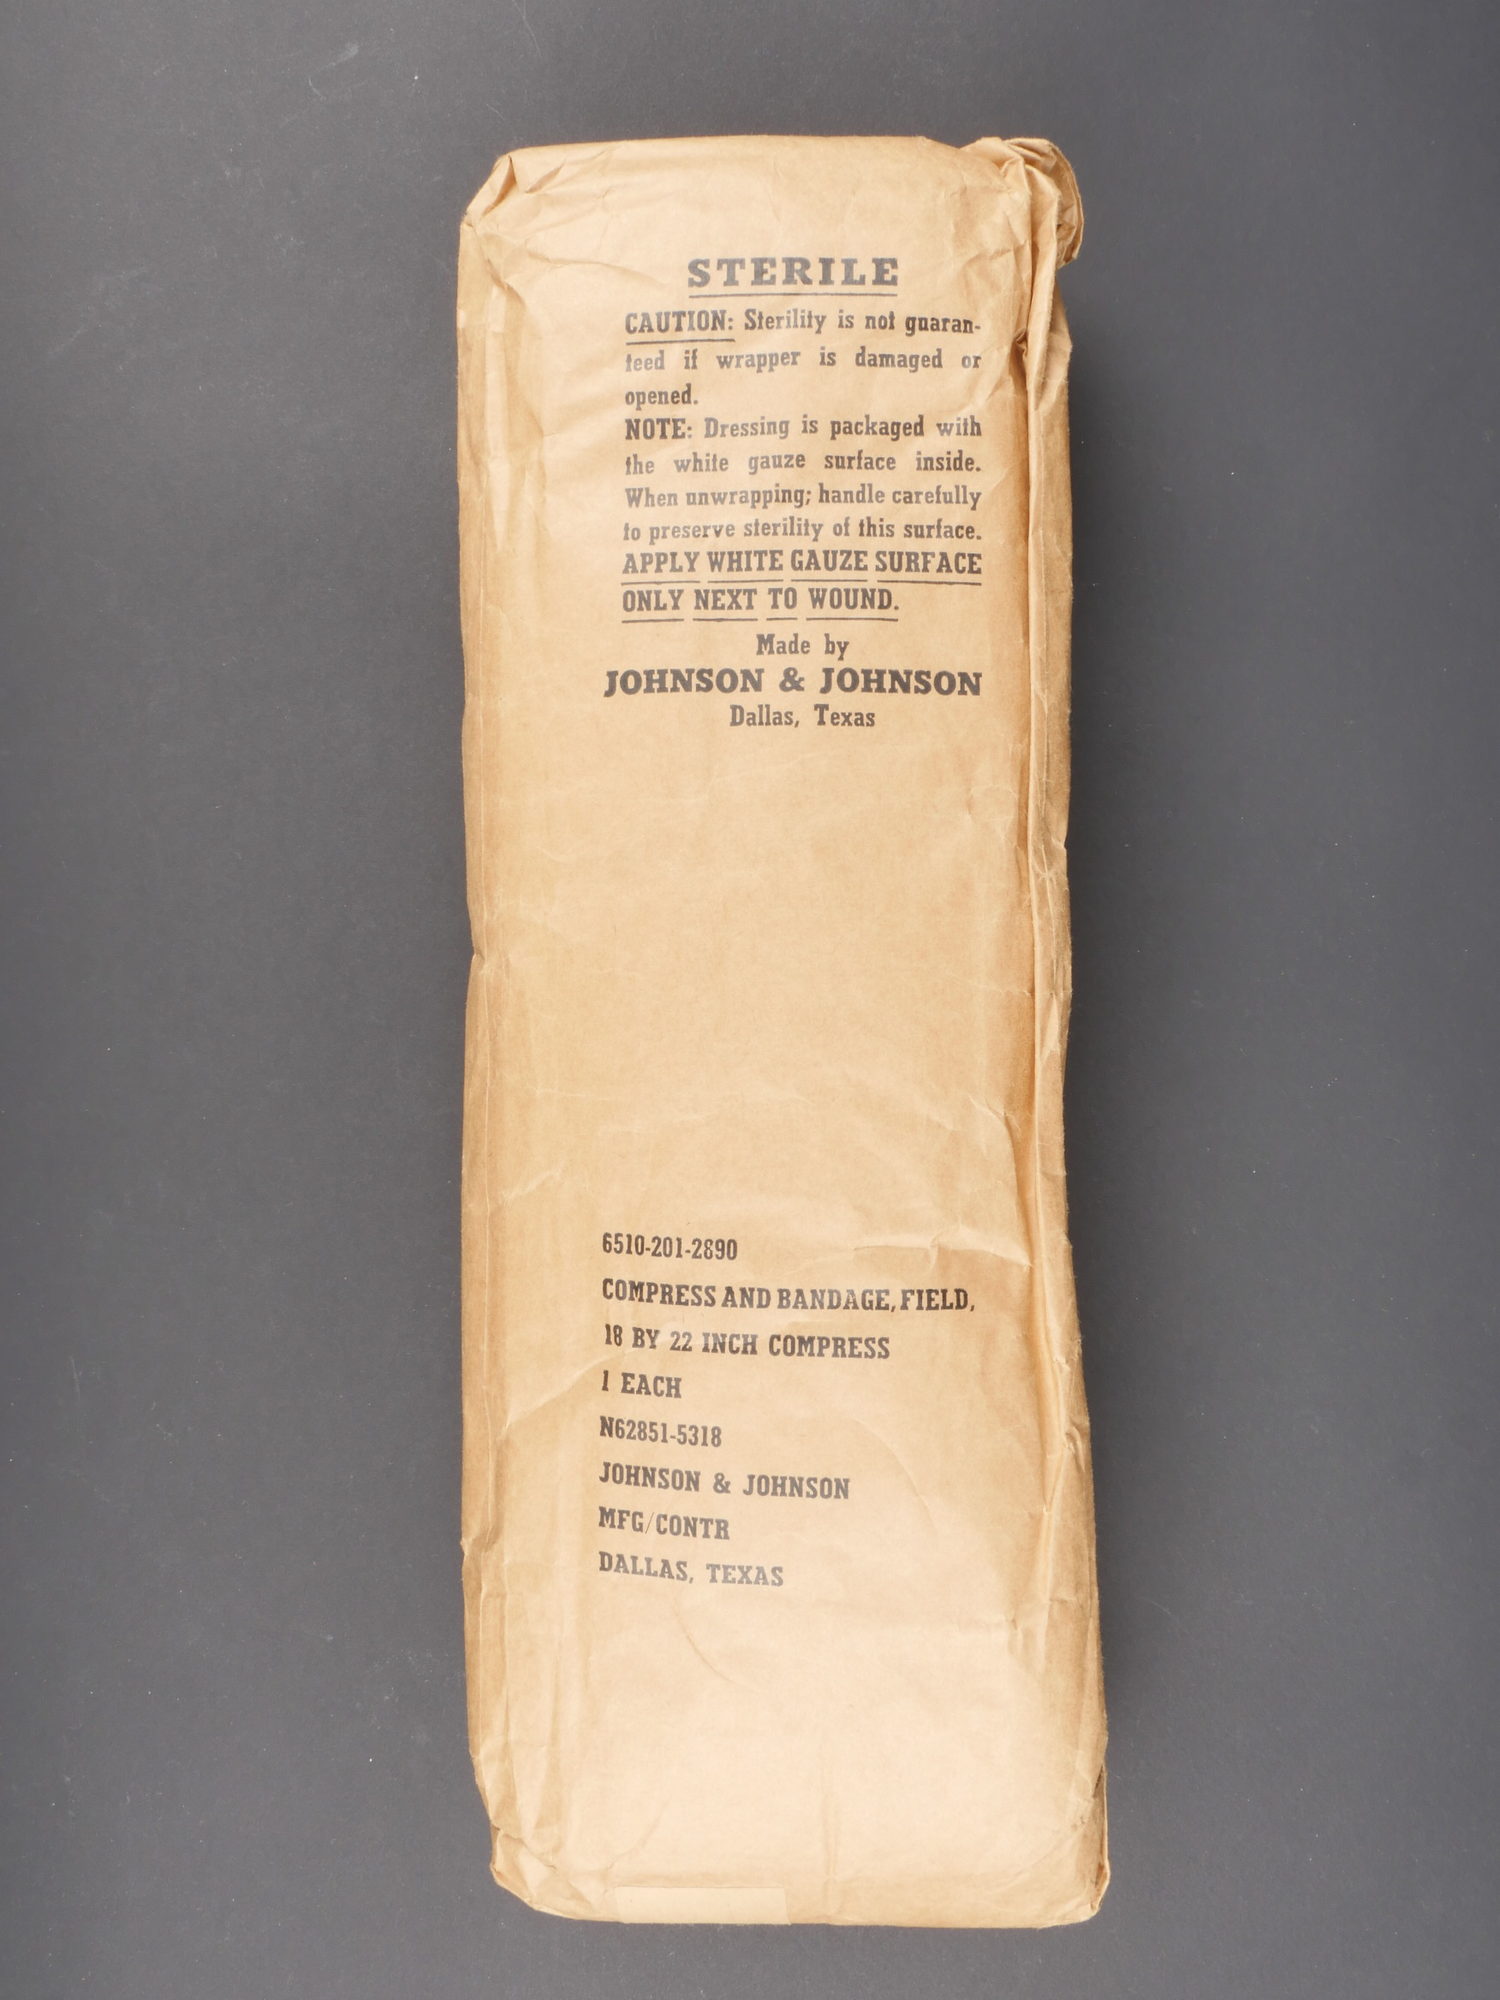 STERILE
CAUTION: Sterility is not guaran-
teed if wrapper is damaged or
opened.
NOTE: Dressing is packaged with
the white gauze surface inside.
When unwrapping; handle carefully
to preserve sterility of this surface.
APPLY WHITE GAUZE SURFACE
ONLY NEXT TO WOUND.
Made by
JOHNSON & JOHNSON
Dallas, Texas
6510-201-2890
COMPRESS AND BANDAGE, FIELD,
18 BY 22 INCH COMPRESS
1 EACH
N62851-5318
JOHNSON & JOHNSON
MFG/CONTR
DALLAS, TEXAS